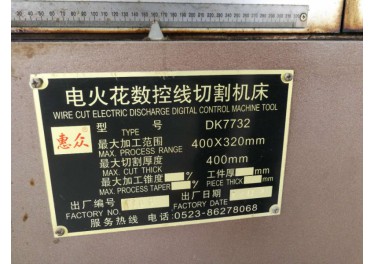 电火花数控线切割机床
WIRE CUT ELECTRIC DISCHARGE DIGITAL CONTROL MACHINE TOOL
惠众
型 号 DK7732
TYPE
最大加工范围 400X320mm
MAX. PROCESS RANGE
最大切割厚度 400mm
MAX. CUT THICK
最大加工锥度 % 工件厚 mm
MAX. PROCESS TAPER % mm
出厂编号 出厂日期
FACTORY NO. FACTORY DATE
服务热线 电话:0523-86278068